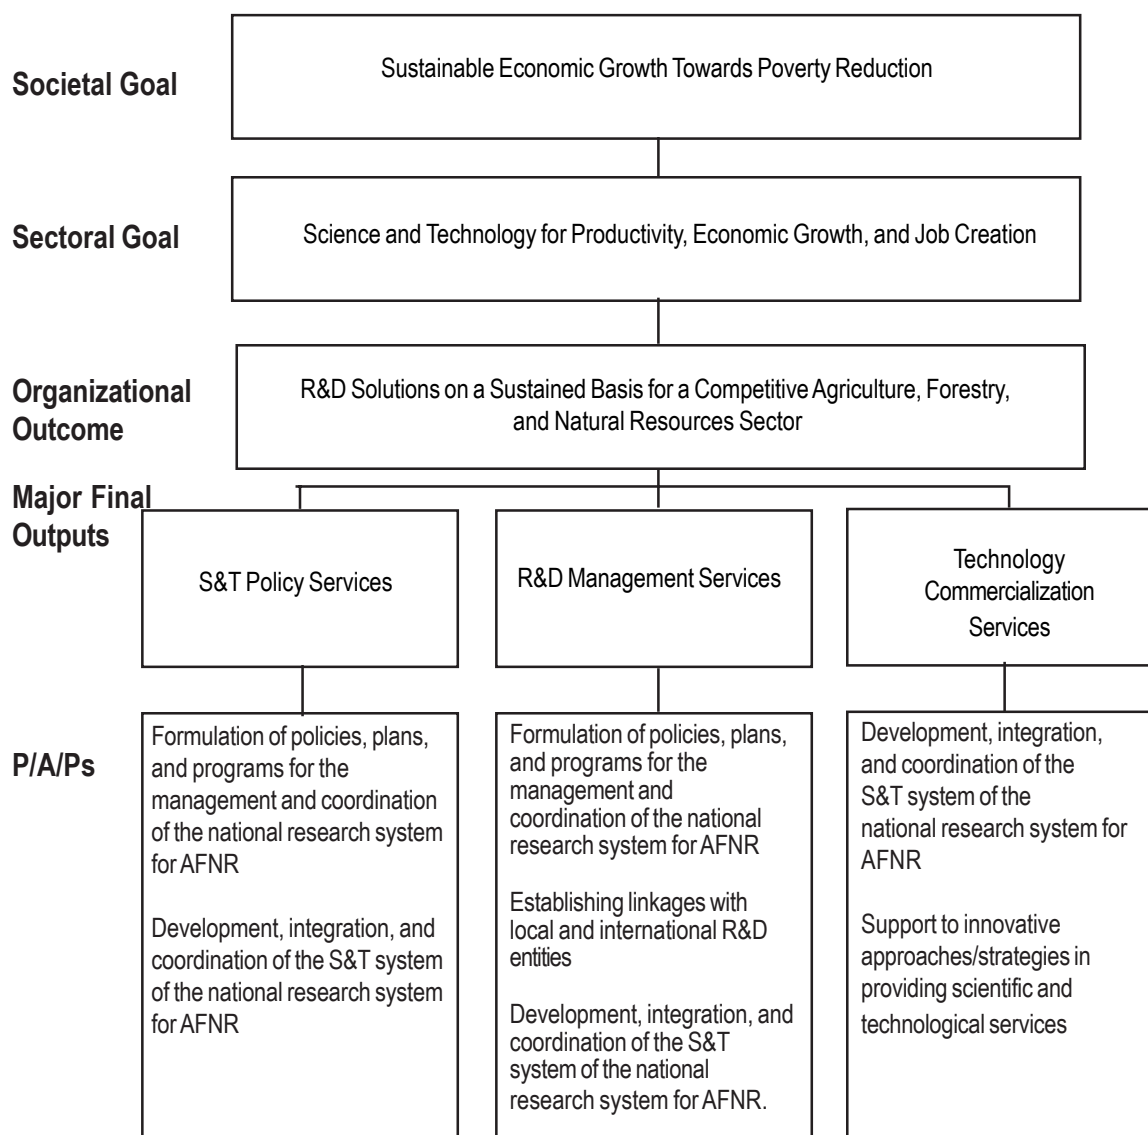 Societal Goal
Sustainable Economic Growth Towards Poverty Reduction
Sectoral Goal
Science and Technology for Productivity, Economic Growth, and Job Creation
Organizational
Outcome
R&D Solutions on a Sustained Basis for a Competitive Agriculture, Forestry,
and Natural Resources Sector
Major Final
Outputs
S&T Policy Services
R&D Management Services
Technology
Commercialization
Services
P/A/Ps
Formulation of policies, plans,
and programs for the
management and coordination
of the national research system
for AFNR
Development, integration, and
coordination of the S&T system
of the national research system
for AFNR
Formulation of policies, plans,
and programs for the
management and
coordination of the national
research system for AFNR
Establishing linkages with
local and international R&D
entities
Development, integration, and
coordination of the S&T
system of the national
research system for AFNR.
Development, integration,
and coordination of the
S&T system of the
national research system for
AFNR
Support to innovative
approaches/strategies in
providing scientific and
technological services